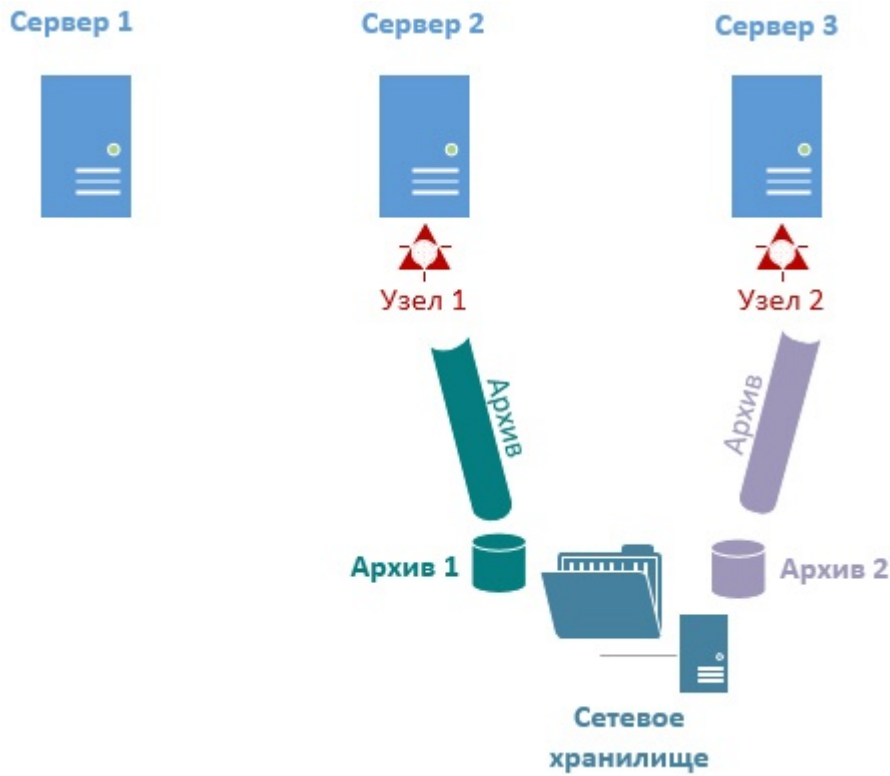 Сервер 1
Сервер 2
Сервер 3
Узел 1
Узел 2
Архив
Архив
Архив 1
Архив 2
Сетевое
хранилище